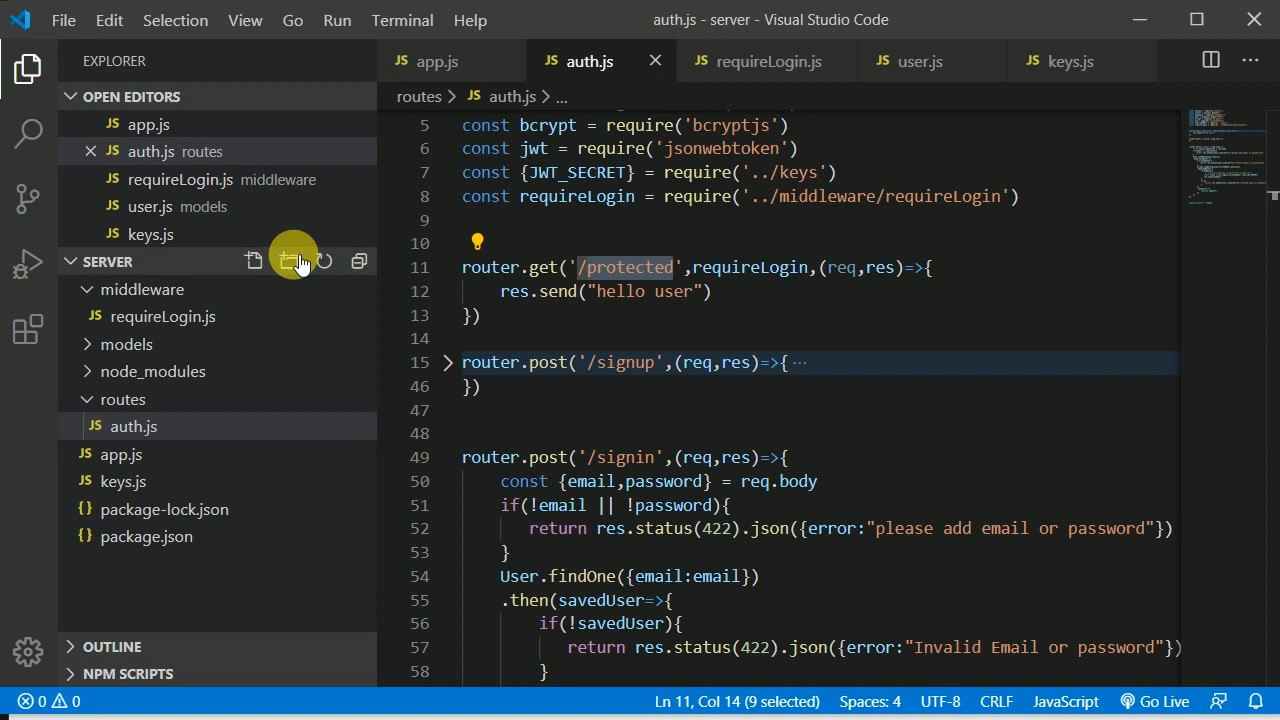 File Edit Selection View Go Run Terminal Help auth.js - server - Visual Studio Code
EXPLORER
OPEN EDITORS
JS app.js
JS auth.js routes
JS requireLogin.js middleware
JS user.js models
JS keys.js
SERVER
middleware
JS requireLogin.js
models
node_modules
routes
JS auth.js
JS app.js
JS keys.js
{} package-lock.json
{} package.json
OUTLINE
NPM SCRIPTS
JS app.js JS auth.js JS requireLogin.js JS user.js JS keys.js
routes > JS auth.js > ...
5 const bcrypt = require('bcryptjs')
6 const jwt = require('jsonwebtoken')
7 const {JWT_SECRET} = require('../keys')
8 const requireLogin = require('../middleware/requireLogin')
9
10
11 router.get('/protected',requireLogin,(req,res)=>{
12 res.send("hello user")
13 })
14
15 router.post('/signup',(req,res)=>{ ···
46 })
47
48
49 router.post('/signin',(req,res)=>{
50 const {email,password} = req.body
51 if(!email || !password){
52 return res.status(422).json({error:"please add email or password"})
53 }
54 User.findOne({email:email})
55 .then(savedUser=>{
56 if(!savedUser){
57 return res.status(422).json({error:"Invalid Email or password"})
58 }
0 0 Ln 11, Col 14 (9 selected) Spaces: 4 UTF-8 CRLF JavaScript Go Live